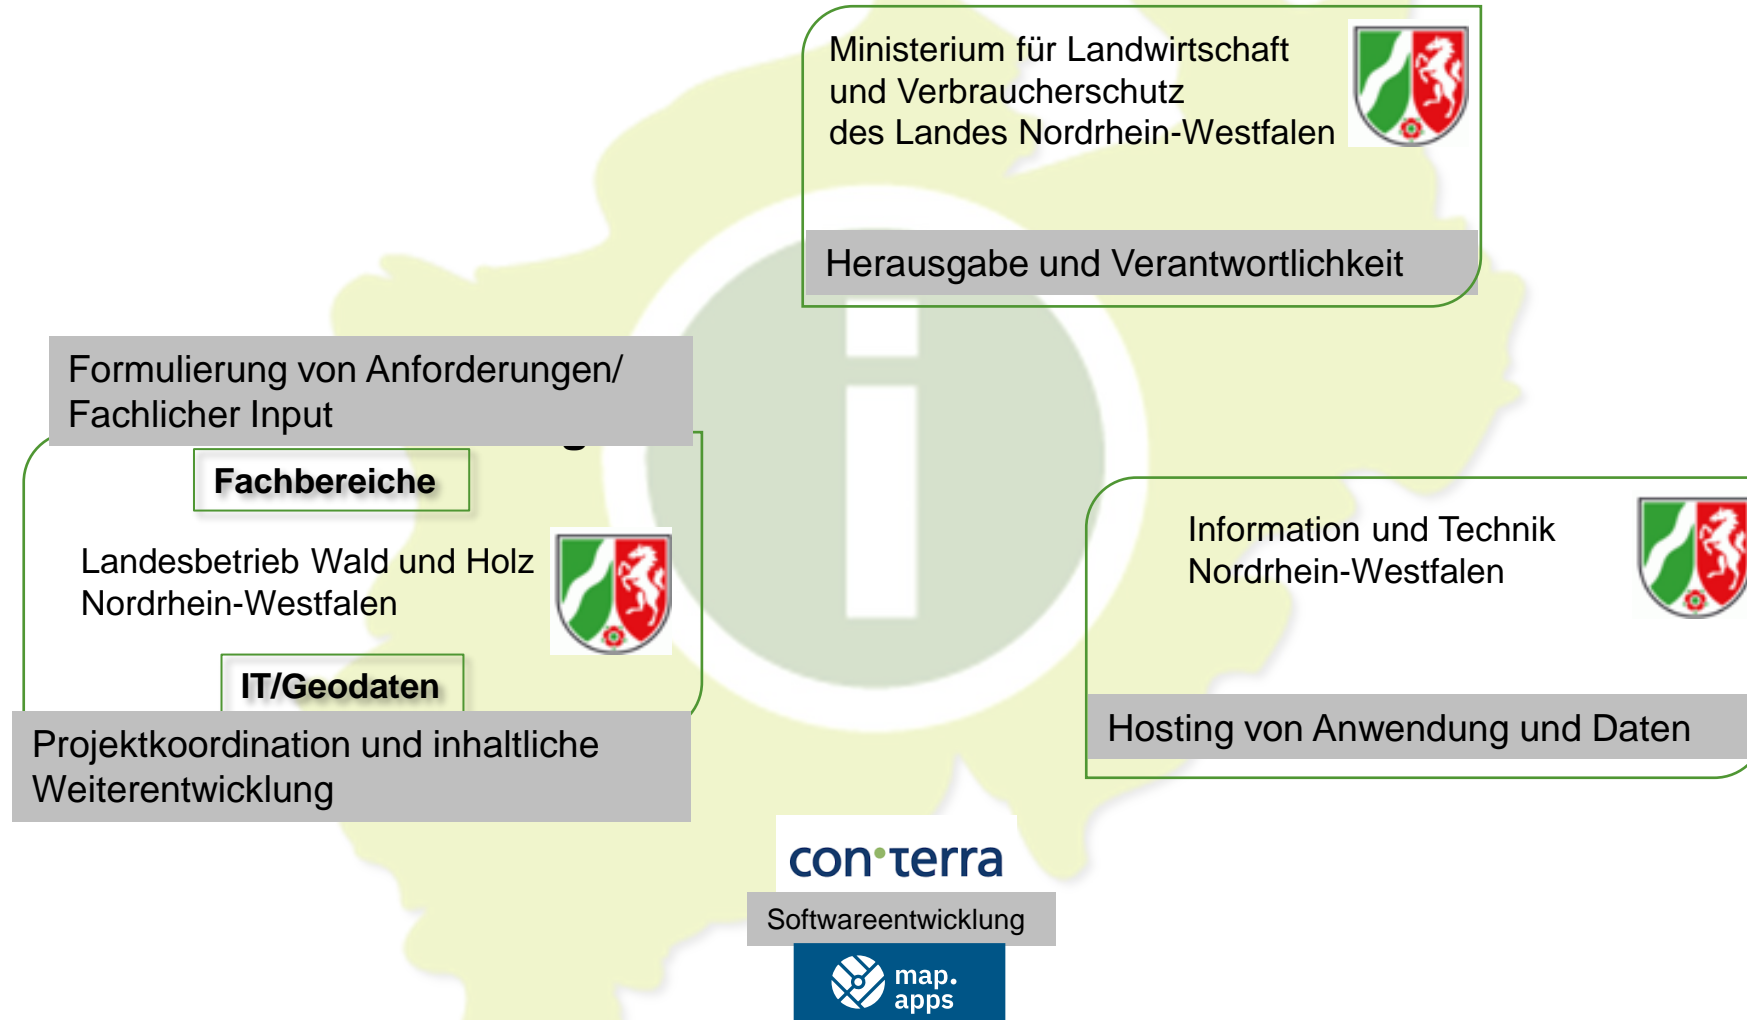 Ministerium für Landwirtschaft
und Verbraucherschutz
des Landes Nordrhein-Westfalen
Herausgabe und Verantwortlichkeit
Formulierung von Anforderungen/
Fachlicher Input
Fachbereiche
Landesbetrieb Wald und Holz
Nordrhein-Westfalen
IT/Geodaten
Projektkoordination und inhaltliche
Weiterentwicklung
Information und Technik
Nordrhein-Westfalen
Hosting von Anwendung und Daten
con•terra
Softwareentwicklung
map.
apps